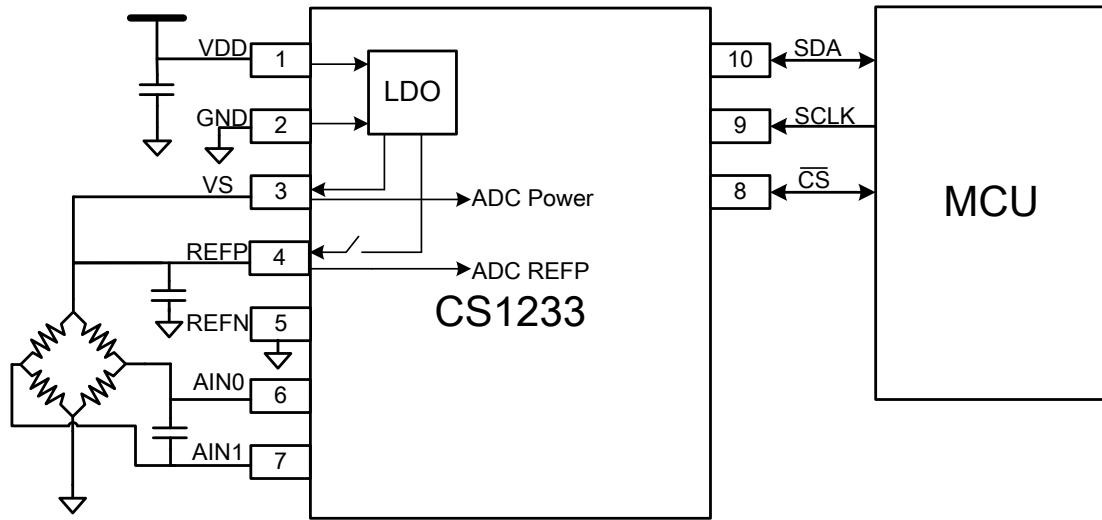 VDD
1
LDO
GND
2
VS
3
ADC Power
REFP
4
ADC REFP
REFN
5
CS1233
AIN0
6
AIN1
7
10
SDA
9
SCLK
8
C̅S̅
MCU